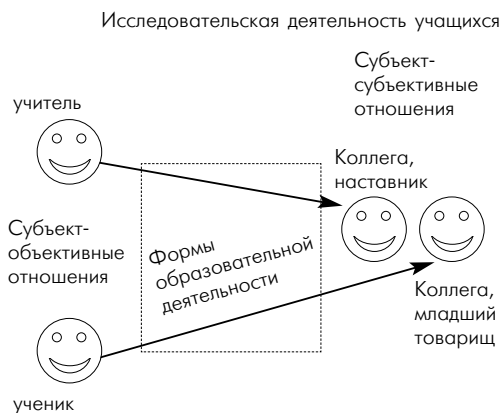 Исследовательская деятельность учащихся
Субъект-
субъективные
отношения
учитель
Коллега,
наставник
Субъект-
объективные
отношения
Формы
образовательной
деятельности
Коллега,
младший
товарищ
ученик